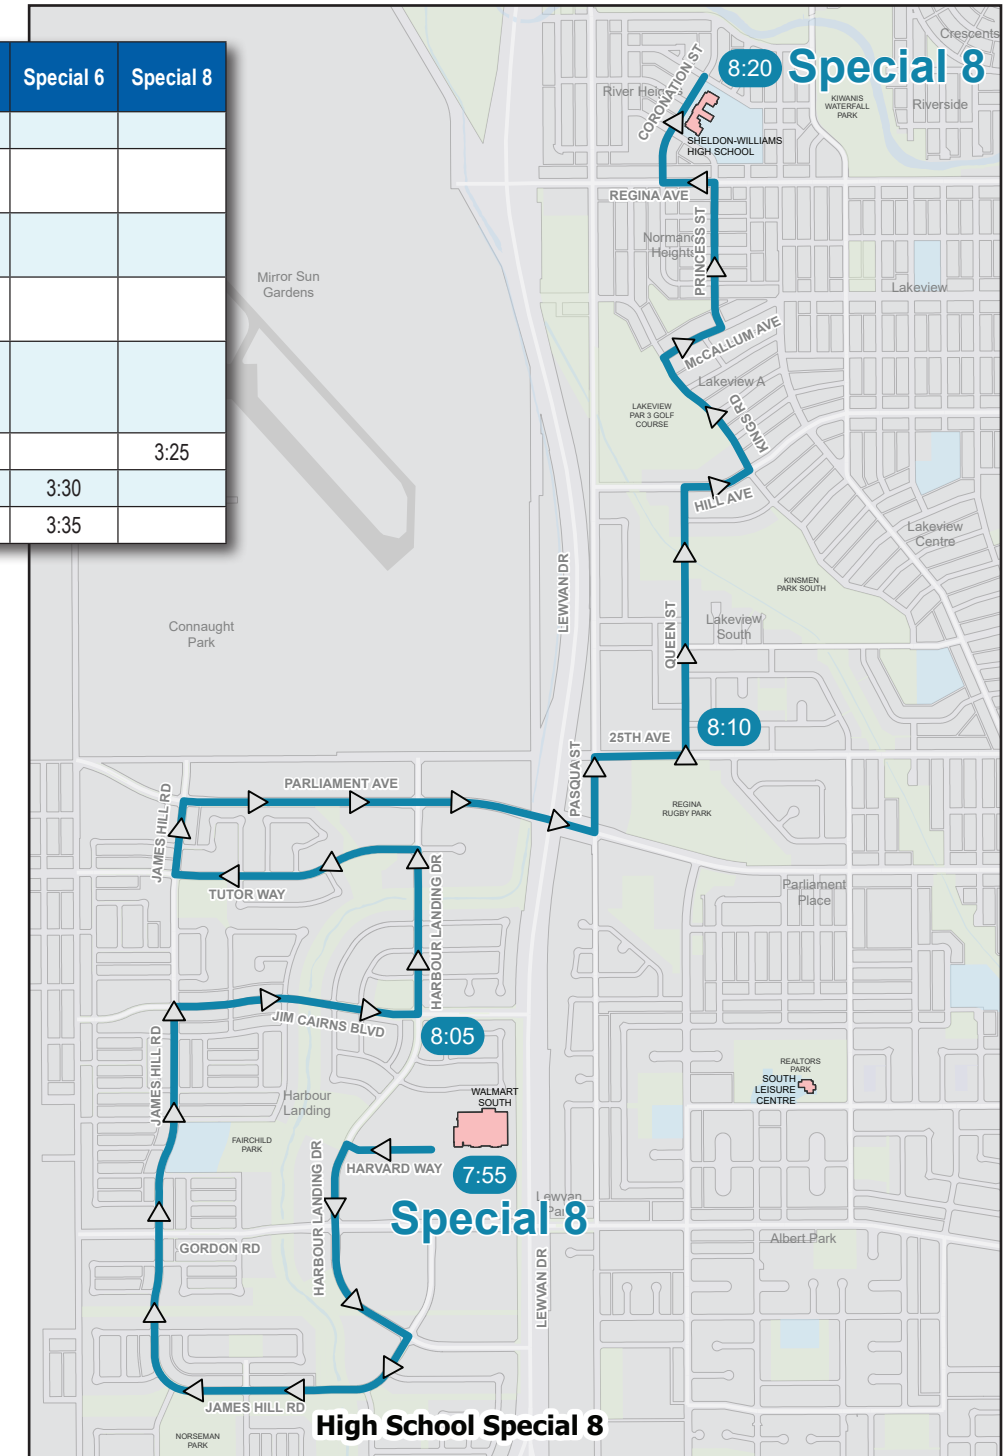 Special 6 Special 8
3:25
3:30
3:35
Crescents
8:20 Special 8
CORONATION ST
River Heig
KIWANIS
WATERFALL
PARK
Riverside
SHELDON-WILLIAMS
HIGH SCHOOL
REGINA AVE
PRINCESS ST
Norman
Heights
Mirror Sun
Gardens
Lakeview
McCALLUM AVE
Lakeview A
LAKEVIEW
PAR 3 GOLF
COURSE
KINGS RD
HILL AVE
Lakeview
Centre
LEWVAN DR
KINSMEN
PARK SOUTH
QUEEN ST
Lakeview
South
Connaught
Park
25TH AVE
8:10
PASQUA ST
PARLIAMENT AVE
JAMES HILL RD
REGINA
RUGBY PARK
TUTOR WAY
HARBOUR LANDING DR
Parliament
Place
JIM CAIRNS BLVD
8:05
JAMES HILL RD
REALTORS
PARK
SOUTH
LEISURE
CENTRE
WALMART
SOUTH
Harbour
Landing
FAIRCHILD
PARK
HARVARD WAY
7:55
Lewvan
Pa
Special 8
HARBOUR LANDING DR
GORDON RD
Albert Park
LEWVAN DR
JAMES HILL RD
High School Special 8
NORSEMAN
PARK